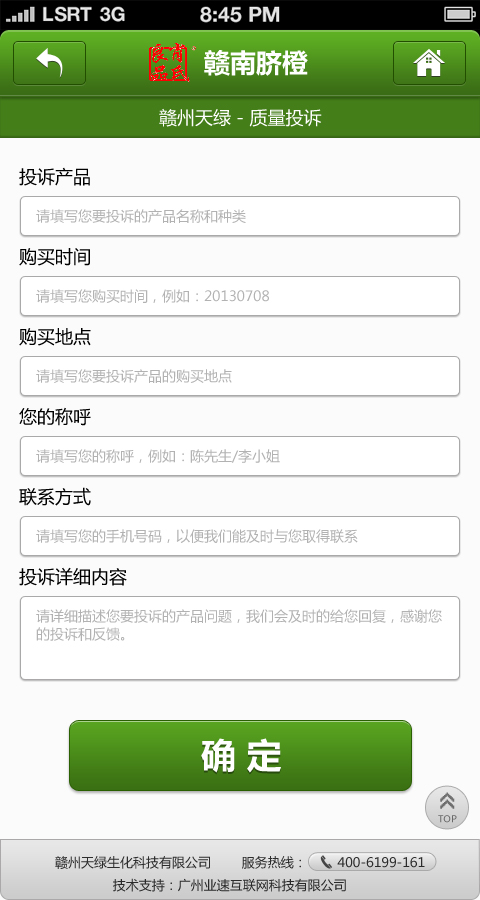 LSRT 3G 8:45 PM
赣南脐橙
赣州天绿 - 质量投诉
投诉产品
请填写您要投诉的产品名称和种类
购买时间
请填写您购买时间，例如：20130708
购买地点
请填写您要投诉产品的购买地点
您的称呼
请填写您的称呼，例如：陈先生/李小姐
联系方式
请填写您的手机号码，以便我们能及时与您取得联系
投诉详细内容
请详细描述您要投诉的产品问题，我们会及时的给您回复，感谢您
的投诉和反馈。
确 定
TOP
赣州天绿生化科技有限公司 服务热线： 400-6199-161
技术支持：广州业速互联网科技有限公司